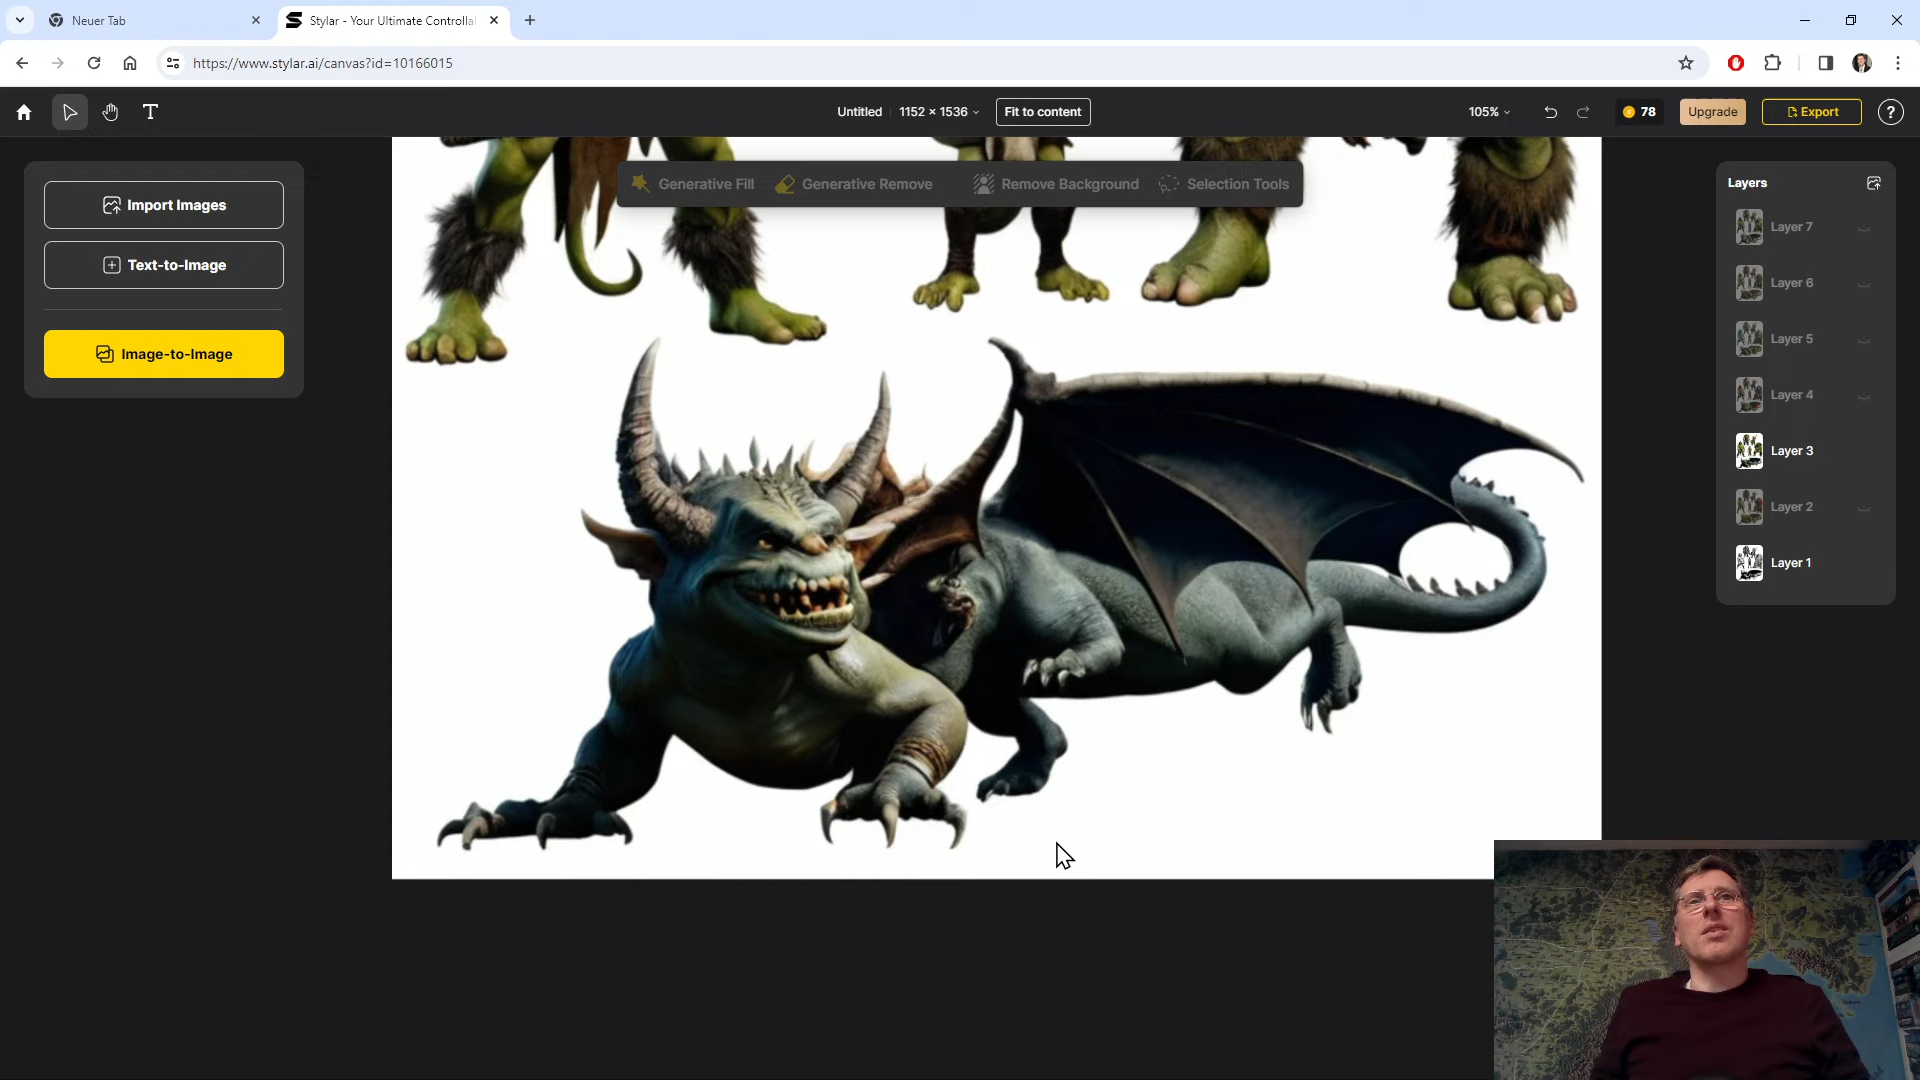 Neuer Tab
Stylar - Your Ultimate Controlla
https://www.stylar.ai/canvas?id=10166015
Untitled
1152 × 1536
Fit to content
105%
78
Upgrade
Export
?
Import Images
Text-to-Image
Image-to-Image
Generative Fill
Generative Remove
Remove Background
Selection Tools
Layers
Layer 7
Layer 6
Layer 5
Layer 4
Layer 3
Layer 2
Layer 1